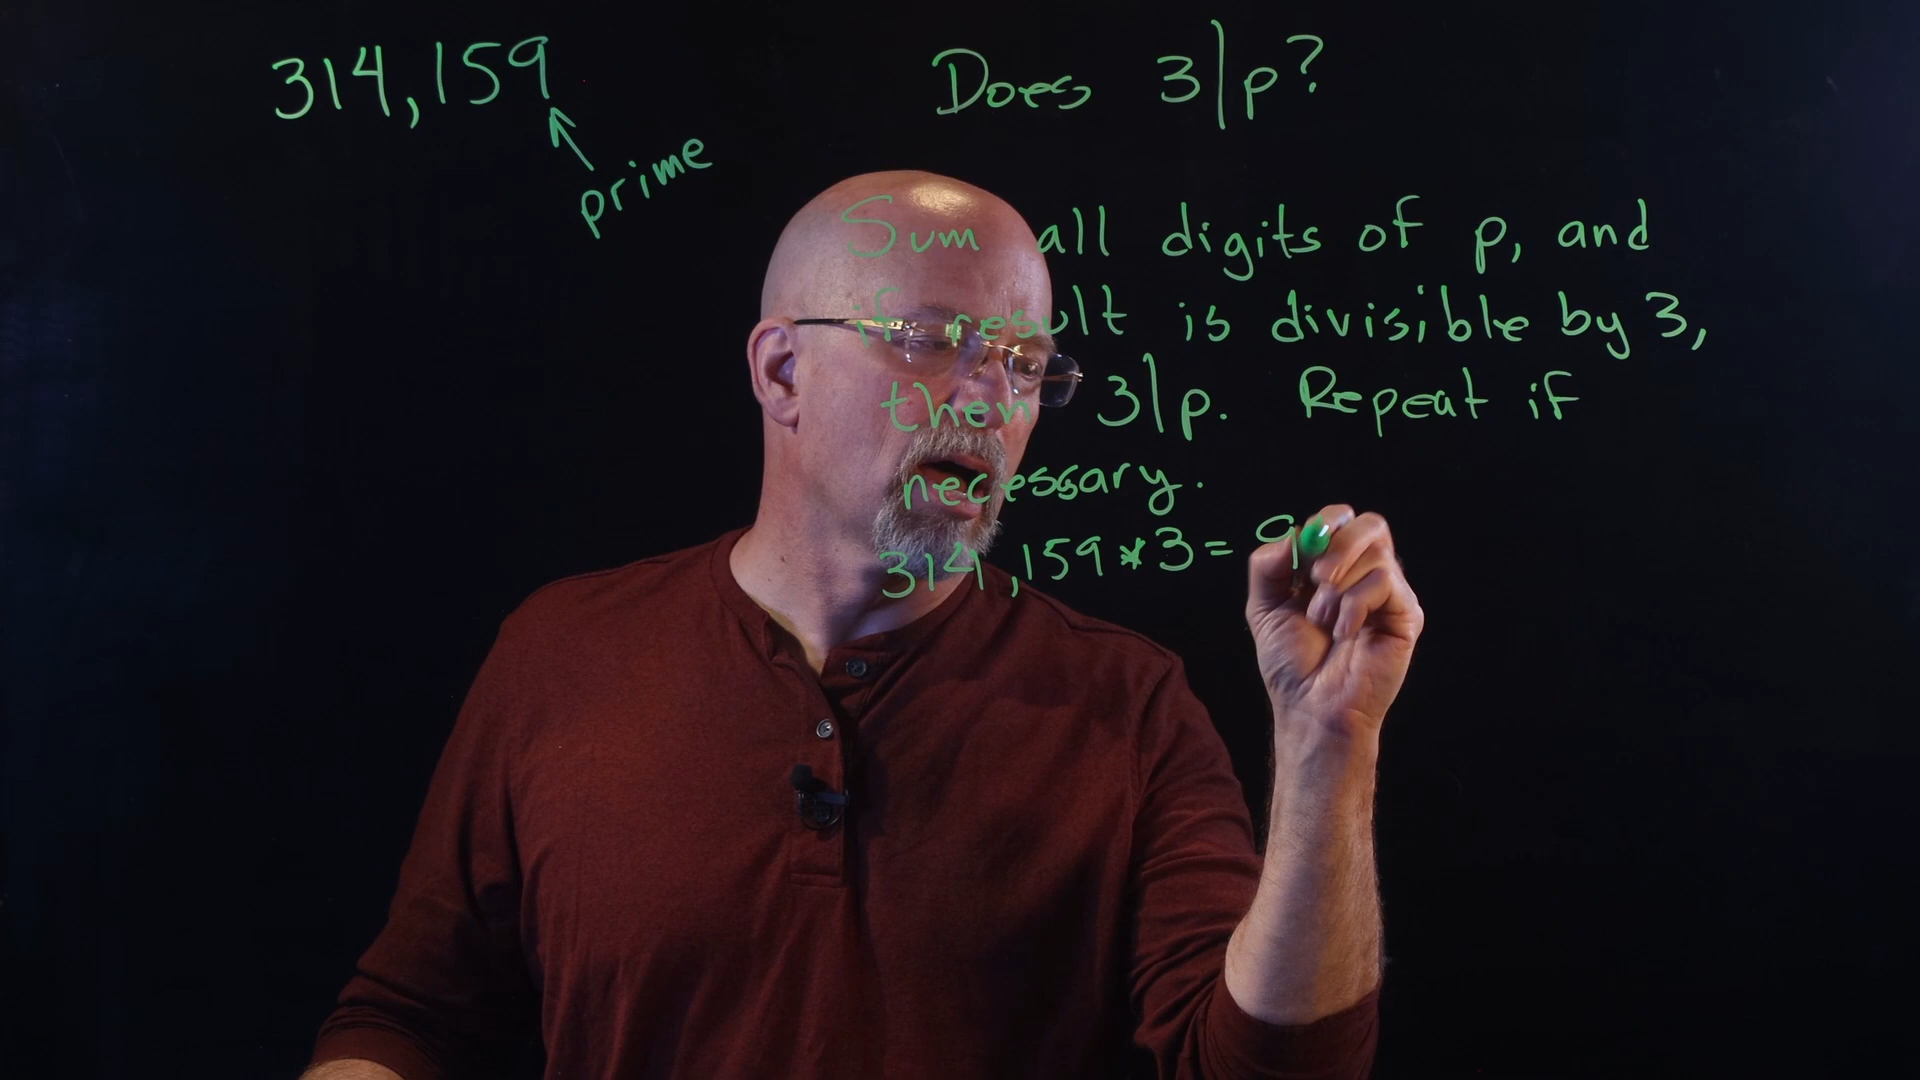 314,159
prime
Does 3|p?
Sum all digits of p, and
if result is divisible by 3,
then 3|p. Repeat if
necessary.
314,159*3=9